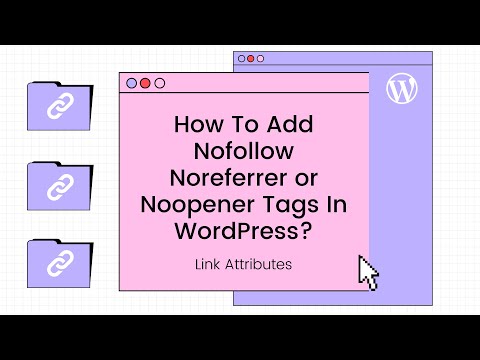 How To Add
Nofollow
Noreferrer or
Noopener Tags In
WordPress?
Link Attributes